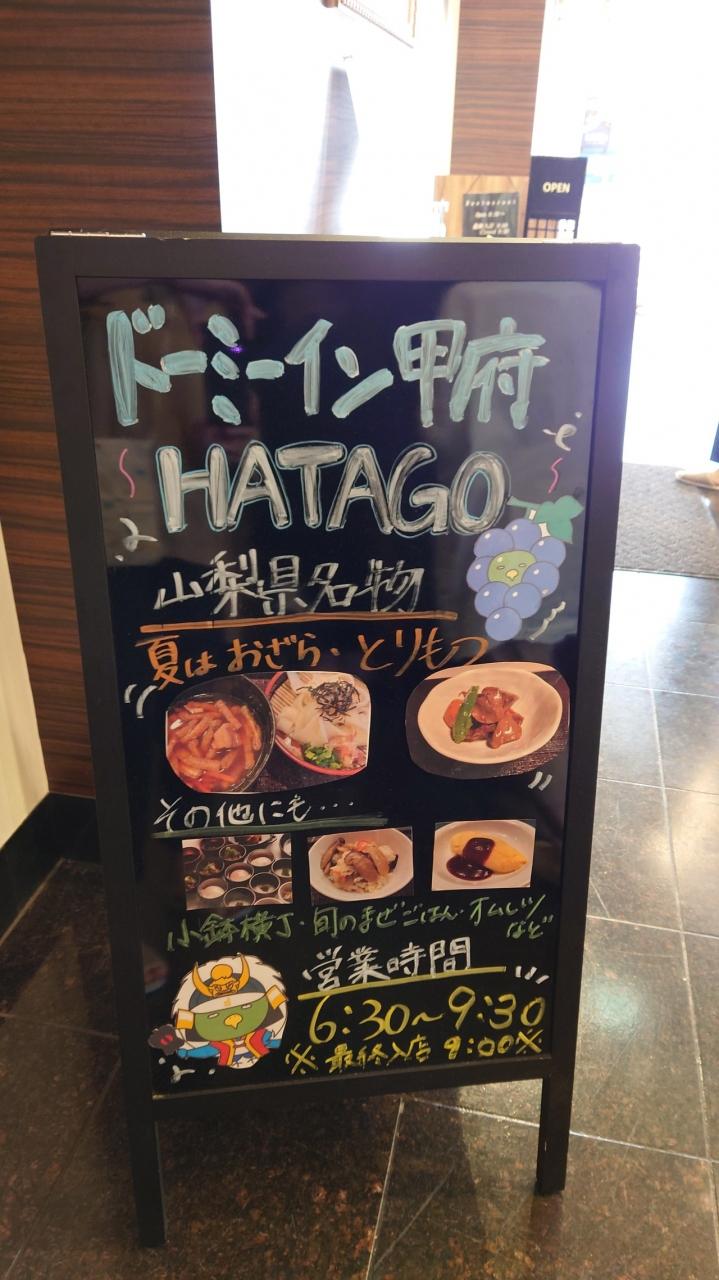 OPEN
Restaurant
ドーミーイン甲府
HATAGO
山梨県名物
夏は おざら・とりもつ
その他にも・・・
小鉢横丁・旬のまぜごはん・オムレツ
など
営業時間
6:30〜9:30
※最終入店 9:00※